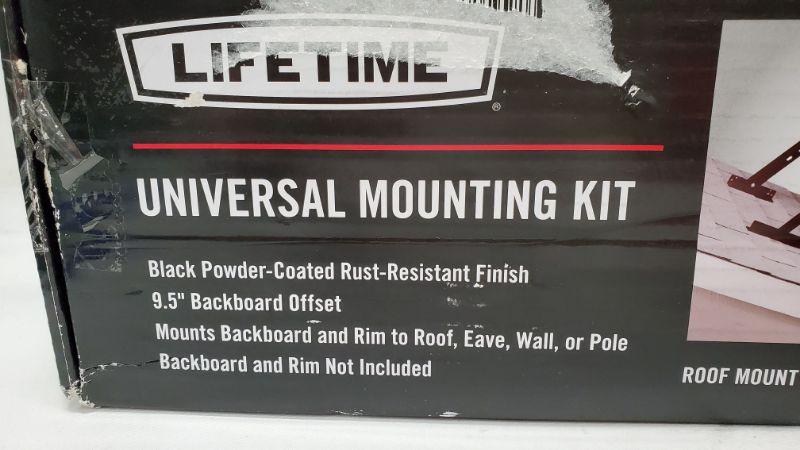 LIFETIME
®
UNIVERSAL MOUNTING KIT
Black Powder-Coated Rust-Resistant Finish
9.5" Backboard Offset
Mounts Backboard and Rim to Roof, Eave, Wall, or Pole
Backboard and Rim Not Included
ROOF MOUNT